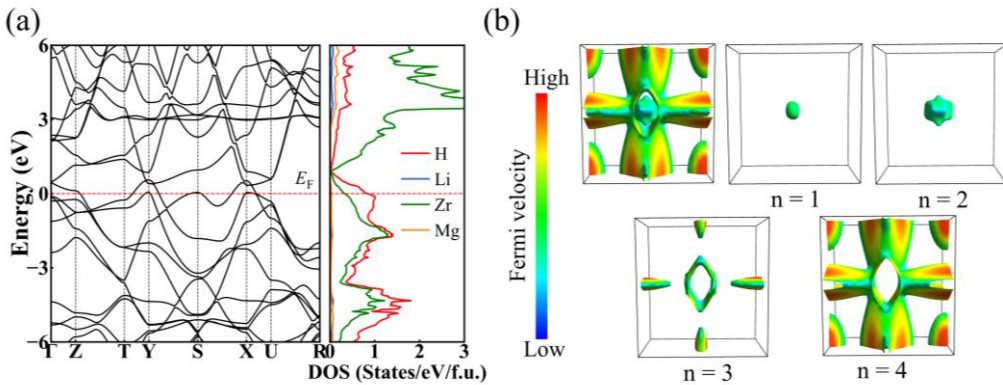 (a)
Energy (eV)
6
3
0
−3
−6
E_F
Γ Z T Y S X U R
H
Li
Zr
Mg
0 1 2 3
DOS (States/eV/f.u.)
(b)
High
Fermi velocity
Low
n = 1
n = 2
n = 3
n = 4